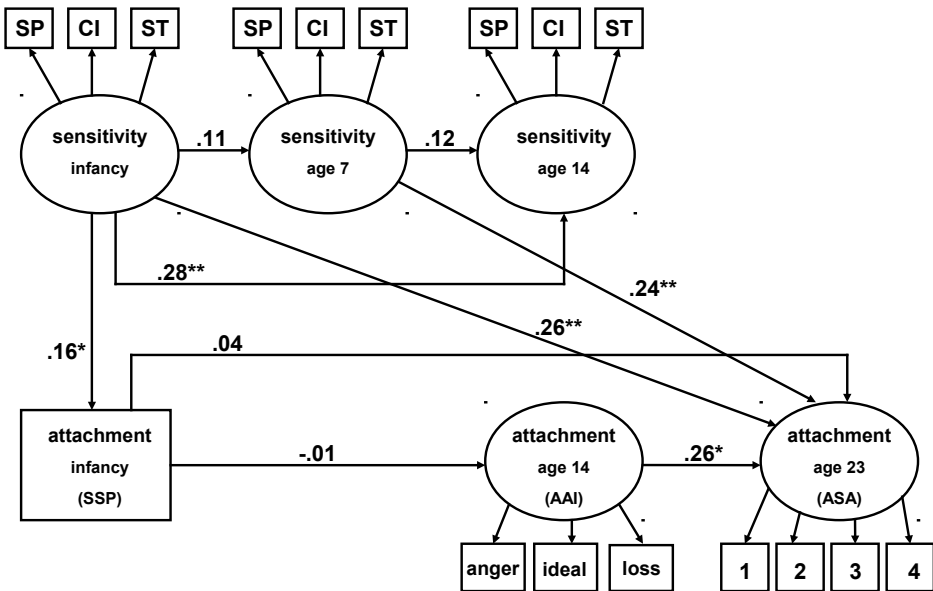 SP CI ST SP CI ST SP CI ST
sensitivity
infancy
.11
sensitivity
age 7
.12
sensitivity
age 14
.28**
.24**
.26**
.16*
.04
attachment
infancy
(SSP)
-.01
attachment
age 14
(AAI)
.26*
attachment
age 23
(ASA)
anger ideal loss 1 2 3 4